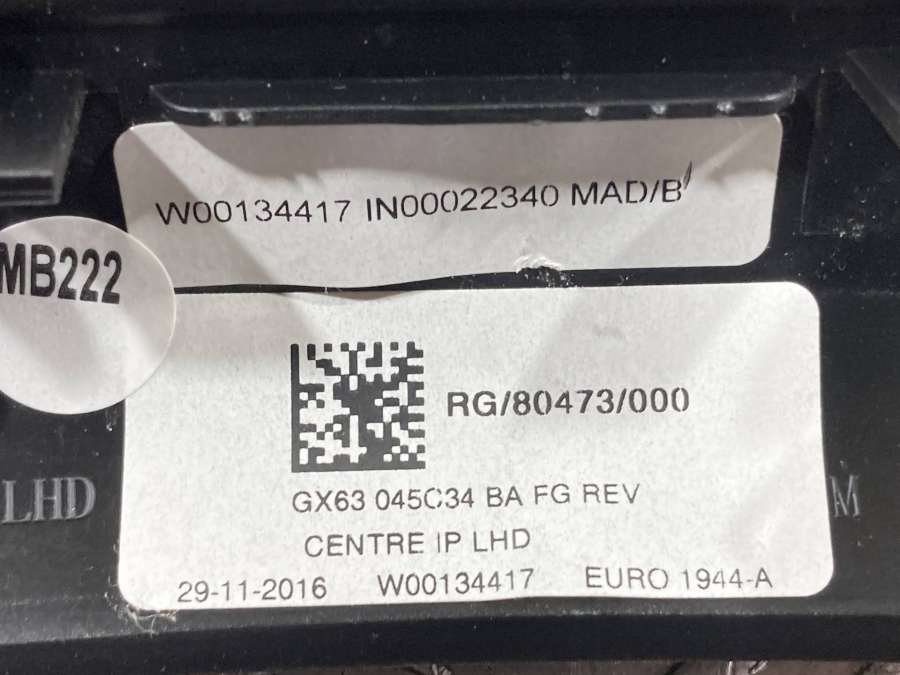 W00134417 IN00022340 MAD/B
MB222
RG/80473/000
GX63 045C34 BA FG REV
CENTRE IP LHD
29-11-2016 W00134417 EURO 1944-A
LHD
M